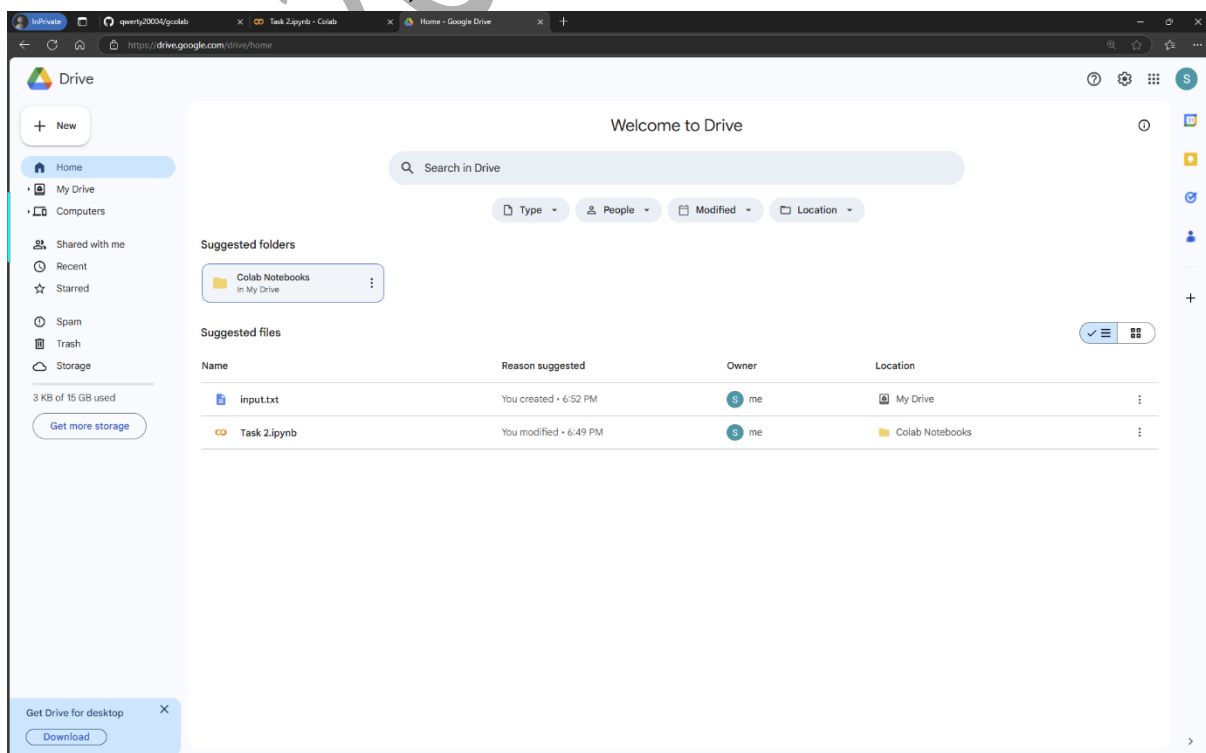 InPrivate
qwerty20004/gcolab
Task 2.ipynb - Colab
Home - Google Drive
https://drive.google.com/drive/home
Drive
S
New
Welcome to Drive
31
Home
Search in Drive
My Drive
Computers
Type
People
Modified
Location
Shared with me
Suggested folders
Recent
Colab Notebooks
In My Drive
Starred
Spam
Suggested files
Trash
Storage
Name Reason suggested Owner Location
3 KB of 15 GB used
input.txt You created • 6:52 PM S me My Drive
Get more storage
Task 2.ipynb You modified • 6:49 PM S me Colab Notebooks
Get Drive for desktop
Download